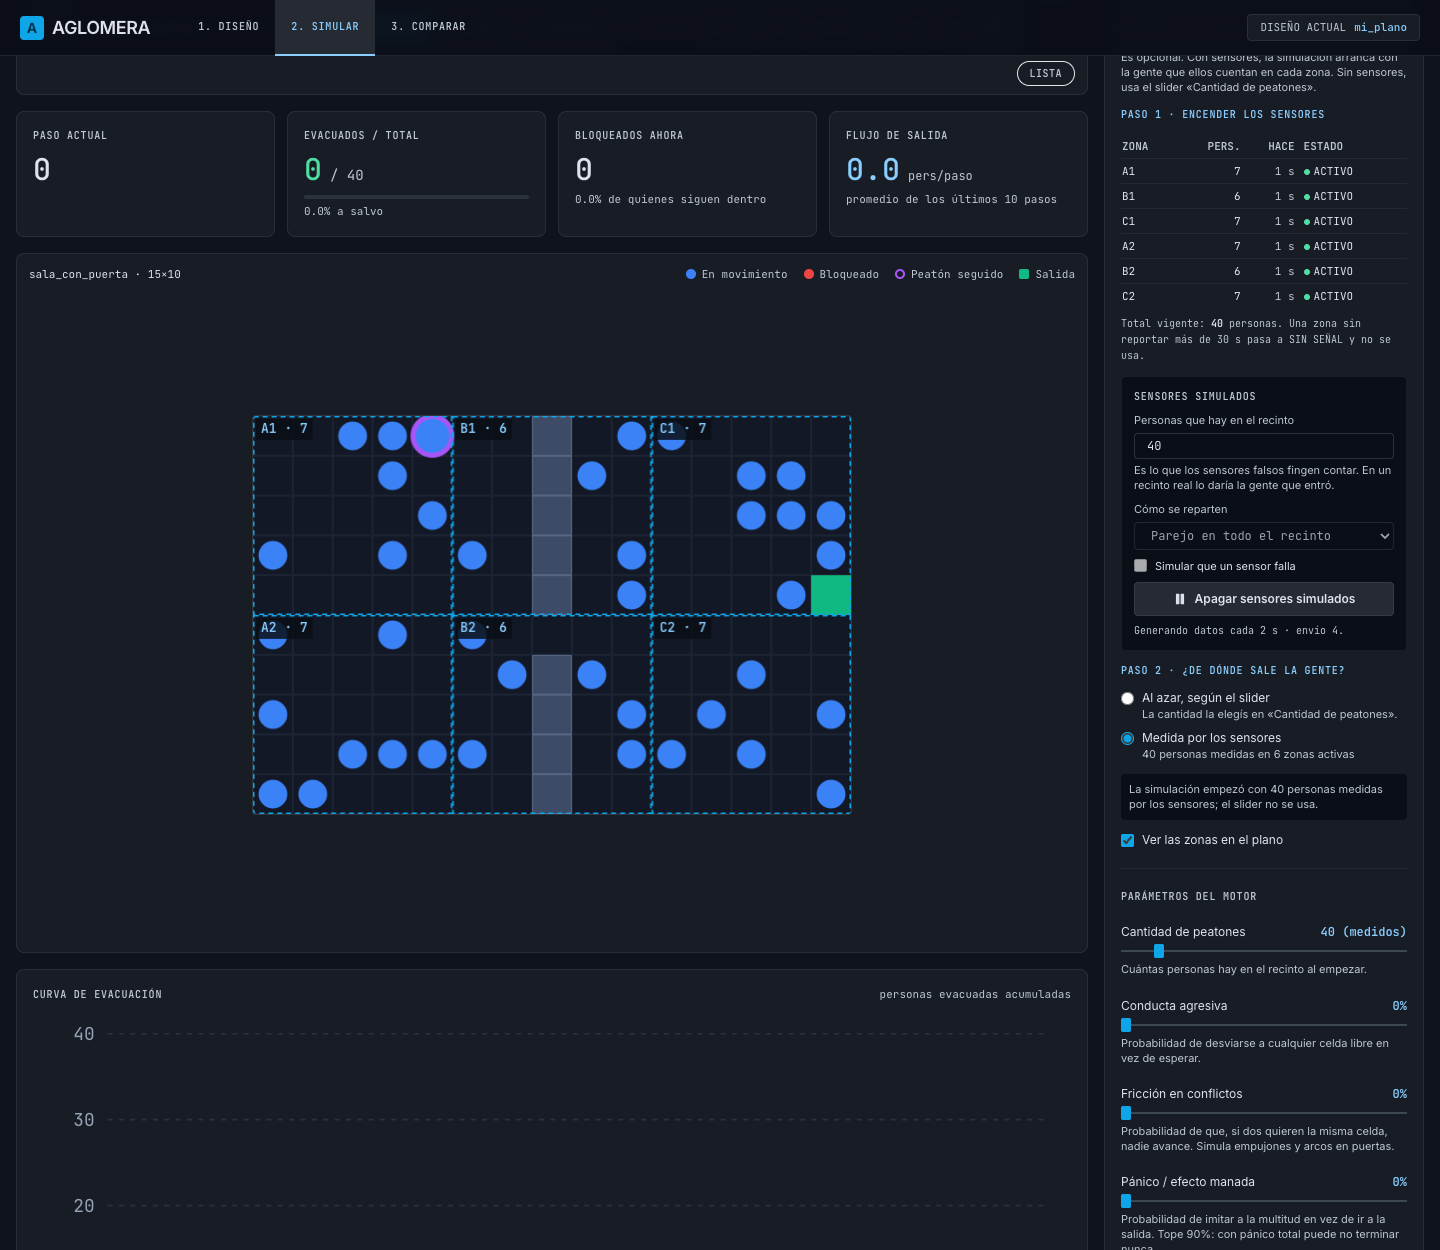 A AGLOMERA 1. DISEÑO 2. SIMULAR 3. COMPARAR DISEÑO ACTUAL mi_plano
LISTA
PASO ACTUAL
0
EVACUADOS / TOTAL
0 / 40
0.0% a salvo
BLOQUEADOS AHORA
0
0.0% de quienes siguen dentro
FLUJO DE SALIDA
0.0 pers/paso
promedio de los últimos 10 pasos
sala_con_puerta · 15×10
En movimiento Bloqueado Peatón seguido Salida
A1 · 7 B1 · 6 C1 · 7
A2 · 7 B2 · 6 C2 · 7
CURVA DE EVACUACIÓN personas evacuadas acumuladas
40
30
20
Es opcional. Con sensores, la simulación arranca con
la gente que ellos cuentan en cada zona. Sin sensores,
usa el slider «Cantidad de peatones».
PASO 1 · ENCENDER LOS SENSORES
ZONA PERS. HACE ESTADO
A1 7 1 s ACTIVO
B1 6 1 s ACTIVO
C1 7 1 s ACTIVO
A2 7 1 s ACTIVO
B2 6 1 s ACTIVO
C2 7 1 s ACTIVO
Total vigente: 40 personas. Una zona sin
reportar más de 30 s pasa a SIN SEÑAL y no se
usa.
SENSORES SIMULADOS
Personas que hay en el recinto
40
Es lo que los sensores falsos fingen contar. En un
recinto real lo daría la gente que entró.
Cómo se reparten
Parejo en todo el recinto
Simular que un sensor falla
Apagar sensores simulados
Generando datos cada 2 s · envío 4.
PASO 2 · ¿DE DÓNDE SALE LA GENTE?
Al azar, según el slider
La cantidad la elegís en «Cantidad de peatones».
Medida por los sensores
40 personas medidas en 6 zonas activas
La simulación empezó con 40 personas medidas
por los sensores; el slider no se usa.
Ver las zonas en el plano
PARÁMETROS DEL MOTOR
Cantidad de peatones 40 (medidos)
Cuántas personas hay en el recinto al empezar.
Conducta agresiva 0%
Probabilidad de desviarse a cualquier celda libre en
vez de esperar.
Fricción en conflictos 0%
Probabilidad de que, si dos quieren la misma celda,
nadie avance. Simula empujones y arcos en puertas.
Pánico / efecto manada 0%
Probabilidad de imitar a la multitud en vez de ir a la
salida. Tope 90%: con pánico total puede no terminar
nunca.